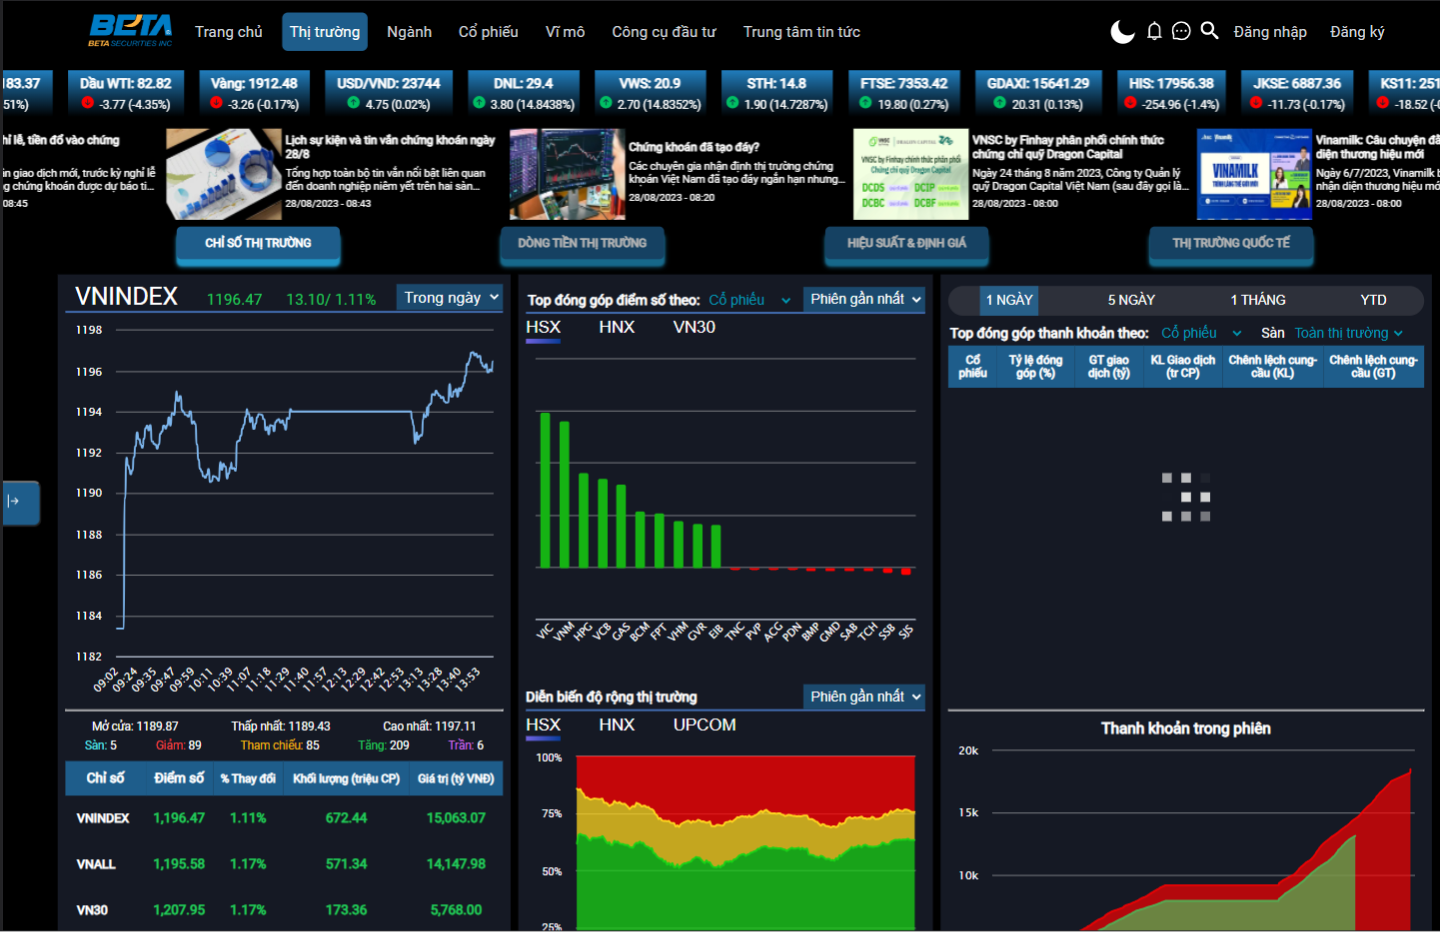 BETA
BETA SECURITIES INC
Trang chủ
Thị trường
Ngành
Cổ phiếu
Vĩ mô
Công cụ đầu tư
Trung tâm tin tức
Đăng nhập
Đăng ký
183.37
51%)
Dầu WTI: 82.82
-3.77 (-4.35%)
Vàng: 1912.48
-3.26 (-0.17%)
USD/VND: 23744
4.75 (0.02%)
DNL: 29.4
3.80 (14.8438%)
VWS: 20.9
2.70 (14.8352%)
STH: 14.8
1.90 (14.7287%)
FTSE: 7353.42
19.80 (0.27%)
GDAXI: 15641.29
20.31 (0.13%)
HIS: 17956.38
-254.96 (-1.4%)
JKSE: 6887.36
-11.73 (-0.17%)
KS11: 251
-18.52 (-0
hỉ lễ, tiền đổ vào chứng
n giao dịch mới, trước kỳ nghỉ lễ
g chứng khoán được dự báo ti...
08:45
Lịch sự kiện và tin vắn chứng khoán ngày
28/8
Tổng hợp toàn bộ tin vắn nổi bật liên quan
đến doanh nghiệp niêm yết trên hai sàn...
28/08/2023 - 08:43
Chứng khoán đã tạo đáy?
Các chuyên gia nhận định thị trường chứng
khoán Việt Nam đã tạo đáy ngắn hạn nhưng...
28/08/2023 - 08:20
VNSC
DRAGON CAPITAL
VNSC by Finhay chính thức phân phối
Chứng chỉ quỹ Dragon Capital
DCDS
DCIP
DCBC
DCBF
VNSC by Finhay phân phối chính thức
chứng chỉ quỹ Dragon Capital
Ngày 24 tháng 8 năm 2023, Công ty Quản lý
quỹ Dragon Capital Việt Nam (sau đây gọi là...
28/08/2023 - 08:00
VINAMILK
Vinamilk: Câu chuyện đằ
diện thương hiệu mới
Ngày 6/7/2023, Vinamilk b
nhận diện thương hiệu mớ
28/08/2023 - 08:00
CHỈ SỐ THỊ TRƯỜNG
DÒNG TIỀN THỊ TRƯỜNG
HIỆU SUẤT & ĐỊNH GIÁ
THỊ TRƯỜNG QUỐC TẾ
VNINDEX
1196.47
13.10/ 1.11%
Trong ngày
1198
1196
1194
1192
1190
1188
1186
1184
1182
09:02
09:24
09:35
09:47
09:59
10:11
10:39
11:07
11:18
11:29
11:40
11:57
12:13
12:29
12:42
12:53
13:13
13:28
13:40
13:53
Mở cửa: 1189.87
Thấp nhất: 1189.43
Cao nhất: 1197.11
Sàn: 5
Giảm: 89
Tham chiếu: 85
Tăng: 209
Trần: 6
Chỉ số
Điểm số
% Thay đổi
Khối lượng (triệu CP)
Giá trị (tỷ VNĐ)
VNINDEX
1,196.47
1.11%
672.44
15,063.07
VNALL
1,195.58
1.17%
571.34
14,147.98
VN30
1,207.95
1.17%
173.36
5,768.00
Top đóng góp điểm số theo:
Cổ phiếu
Phiên gần nhất
HSX
HNX
VN30
VIC
VNM
HPG
VCB
GAS
BCM
FPT
VHM
GVR
EIB
TNC
PVP
ACG
PDN
BMP
GMD
SAB
TCH
SSB
SJS
Diễn biến độ rộng thị trường
Phiên gần nhất
HSX
HNX
UPCOM
100%
75%
50%
25%
1 NGÀY
5 NGÀY
1 THÁNG
YTD
Top đóng góp thanh khoản theo:
Cổ phiếu
Sàn
Toàn thị trường
Cổ
phiếu
Tỷ lệ đóng
góp (%)
GT giao
dịch (tỷ)
KL Giao dịch
(tr CP)
Chênh lệch cung-
cầu (KL)
Chênh lệch cung-
cầu (GT)
Thanh khoản trong phiên
20k
15k
10k